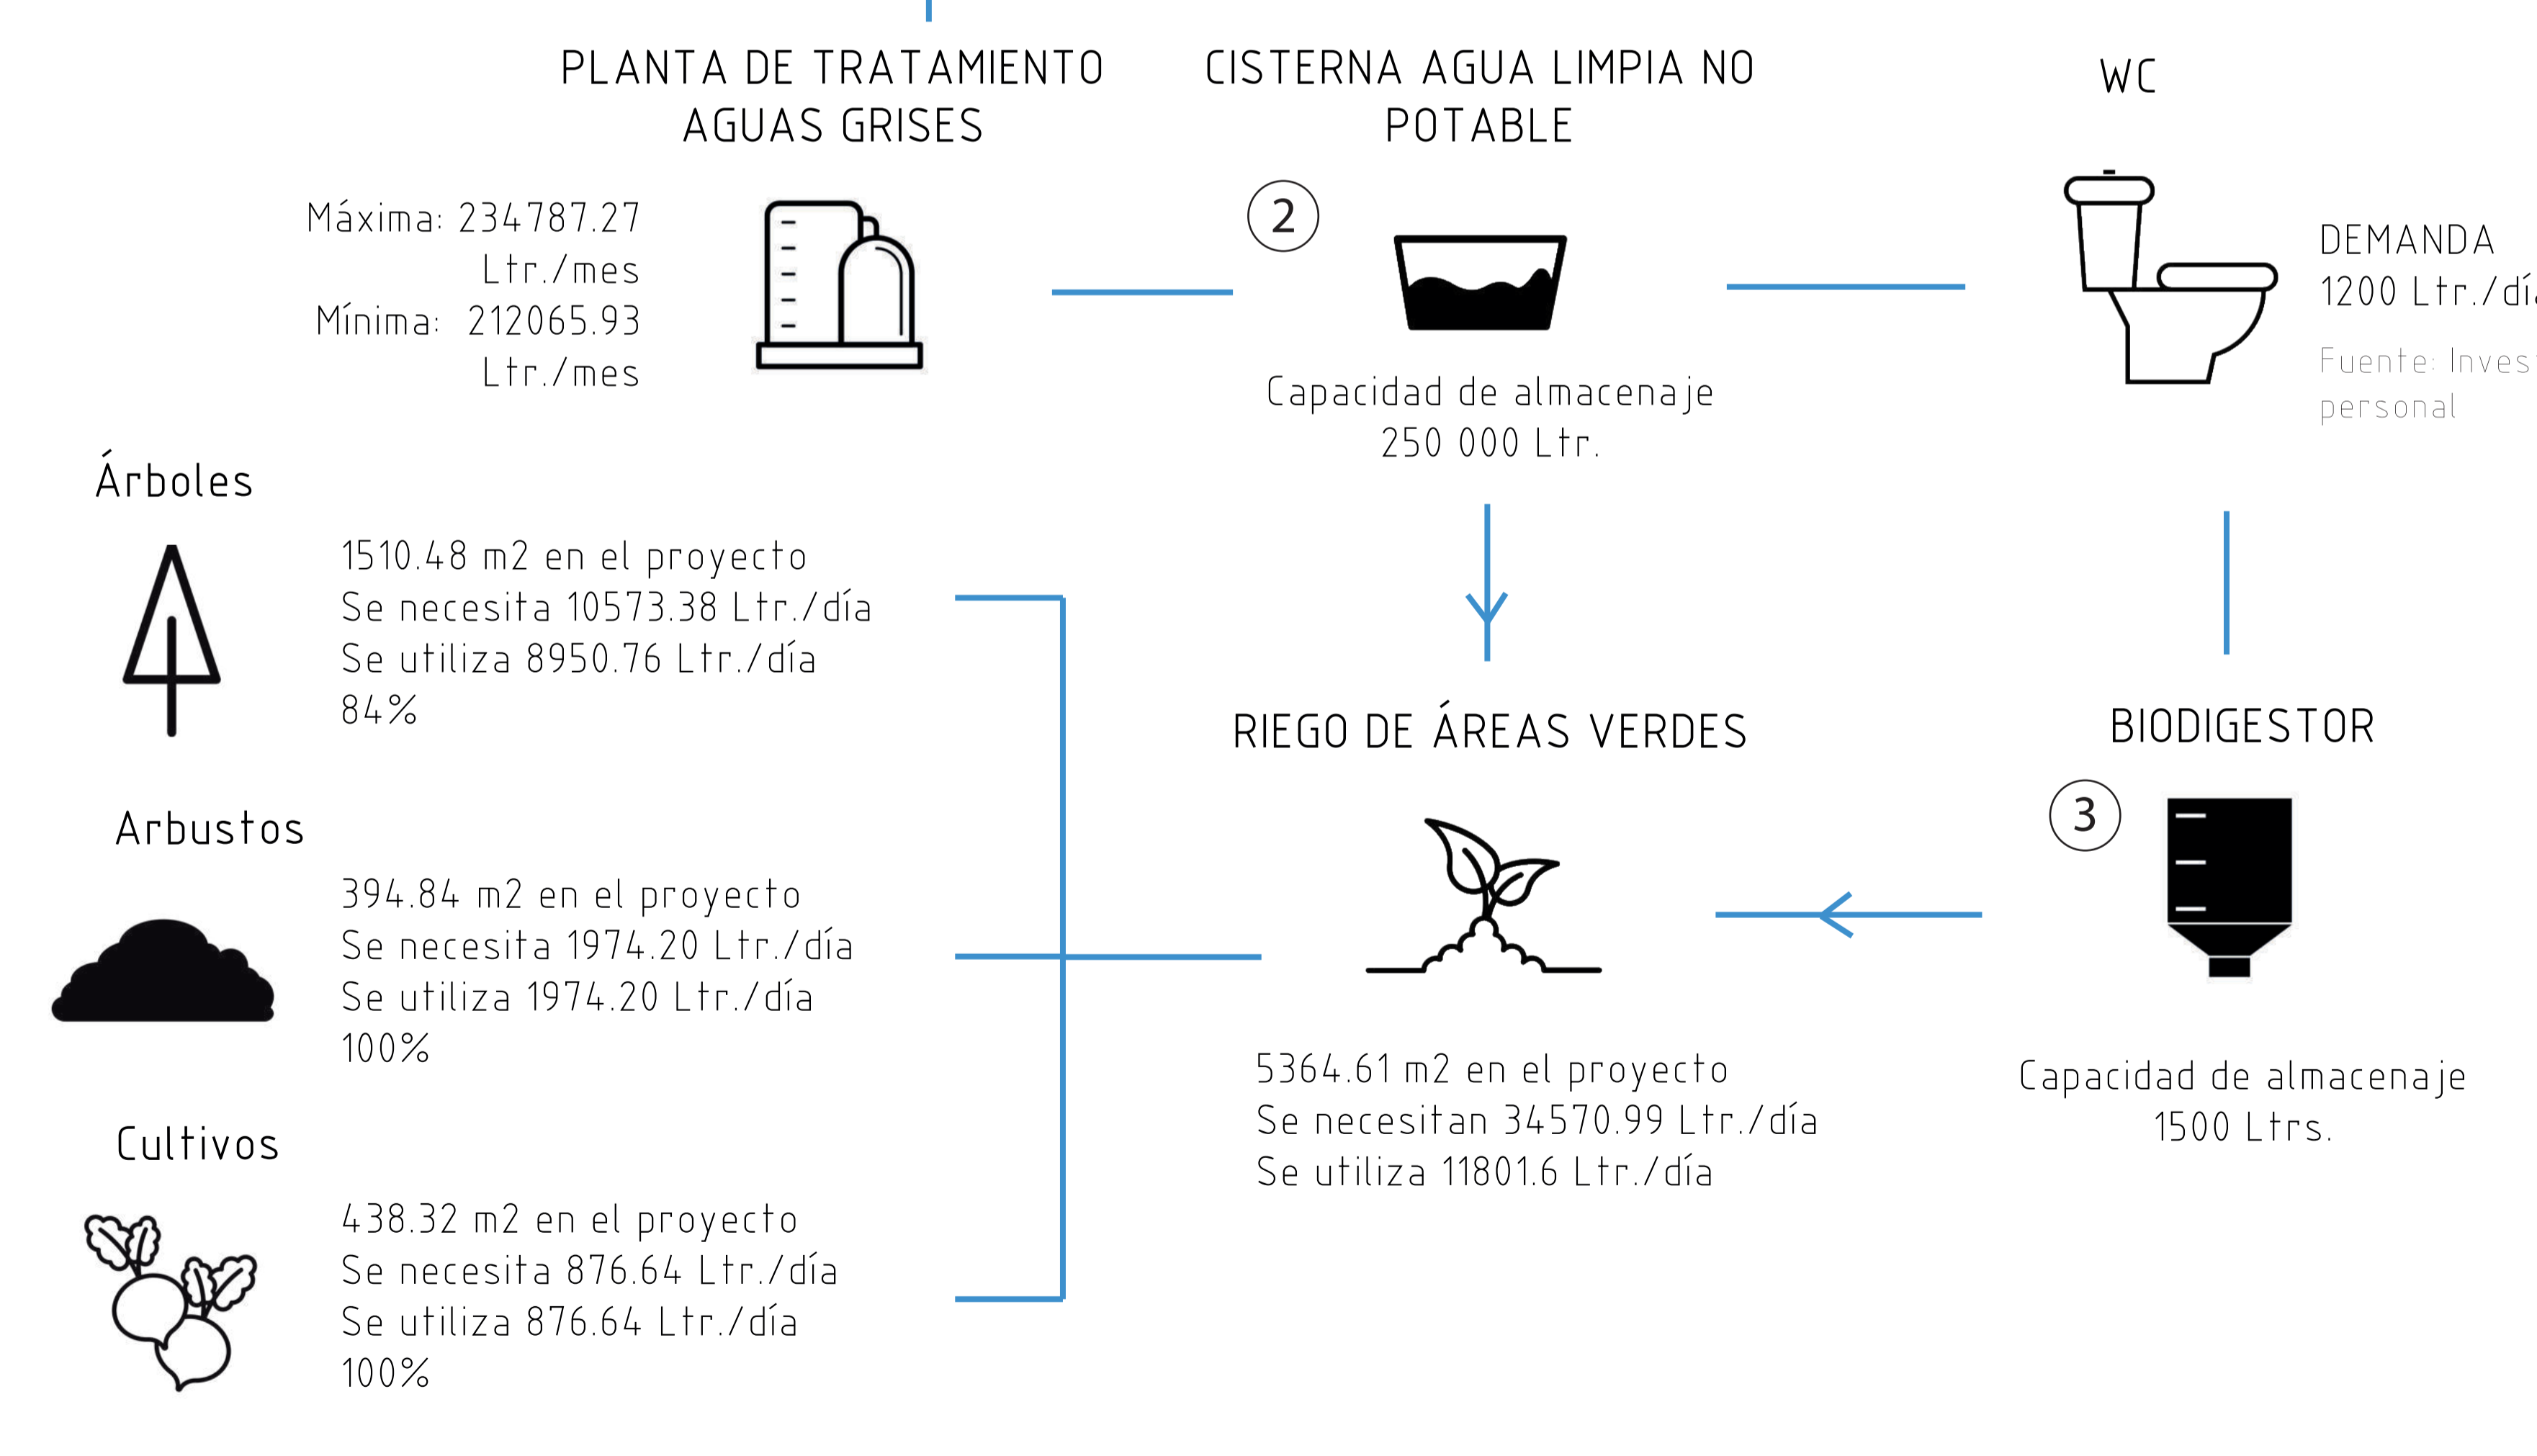 PLANTA DE TRATAMIENTO
AGUAS GRISES
Máxima: 234787.27
Ltr./mes
Mínima: 212065.93
Ltr./mes
CISTERNA AGUA LIMPIA NO
POTABLE
2
Capacidad de almacenaje
250 000 Ltr.
WC
DEMANDA
1200 Ltr./día
Fuente:
personal
Árboles
1510.48 m2 en el proyecto
Se necesita 10573.38 Ltr./día
Se utiliza 8950.76 Ltr./día
84%
Arbustos
394.84 m2 en el proyecto
Se necesita 1974.20 Ltr./día
Se utiliza 1974.20 Ltr./día
100%
Cultivos
438.32 m2 en el proyecto
Se necesita 876.64 Ltr./día
Se utiliza 876.64 Ltr./día
100%
RIEGO DE ÁREAS VERDES
5364.61 m2 en el proyecto
Se necesitan 34570.99 Ltr./día
Se utiliza 11801.6 Ltr./día
BIODIGESTOR
3
Capacidad de almacenaje
1500 Ltrs.